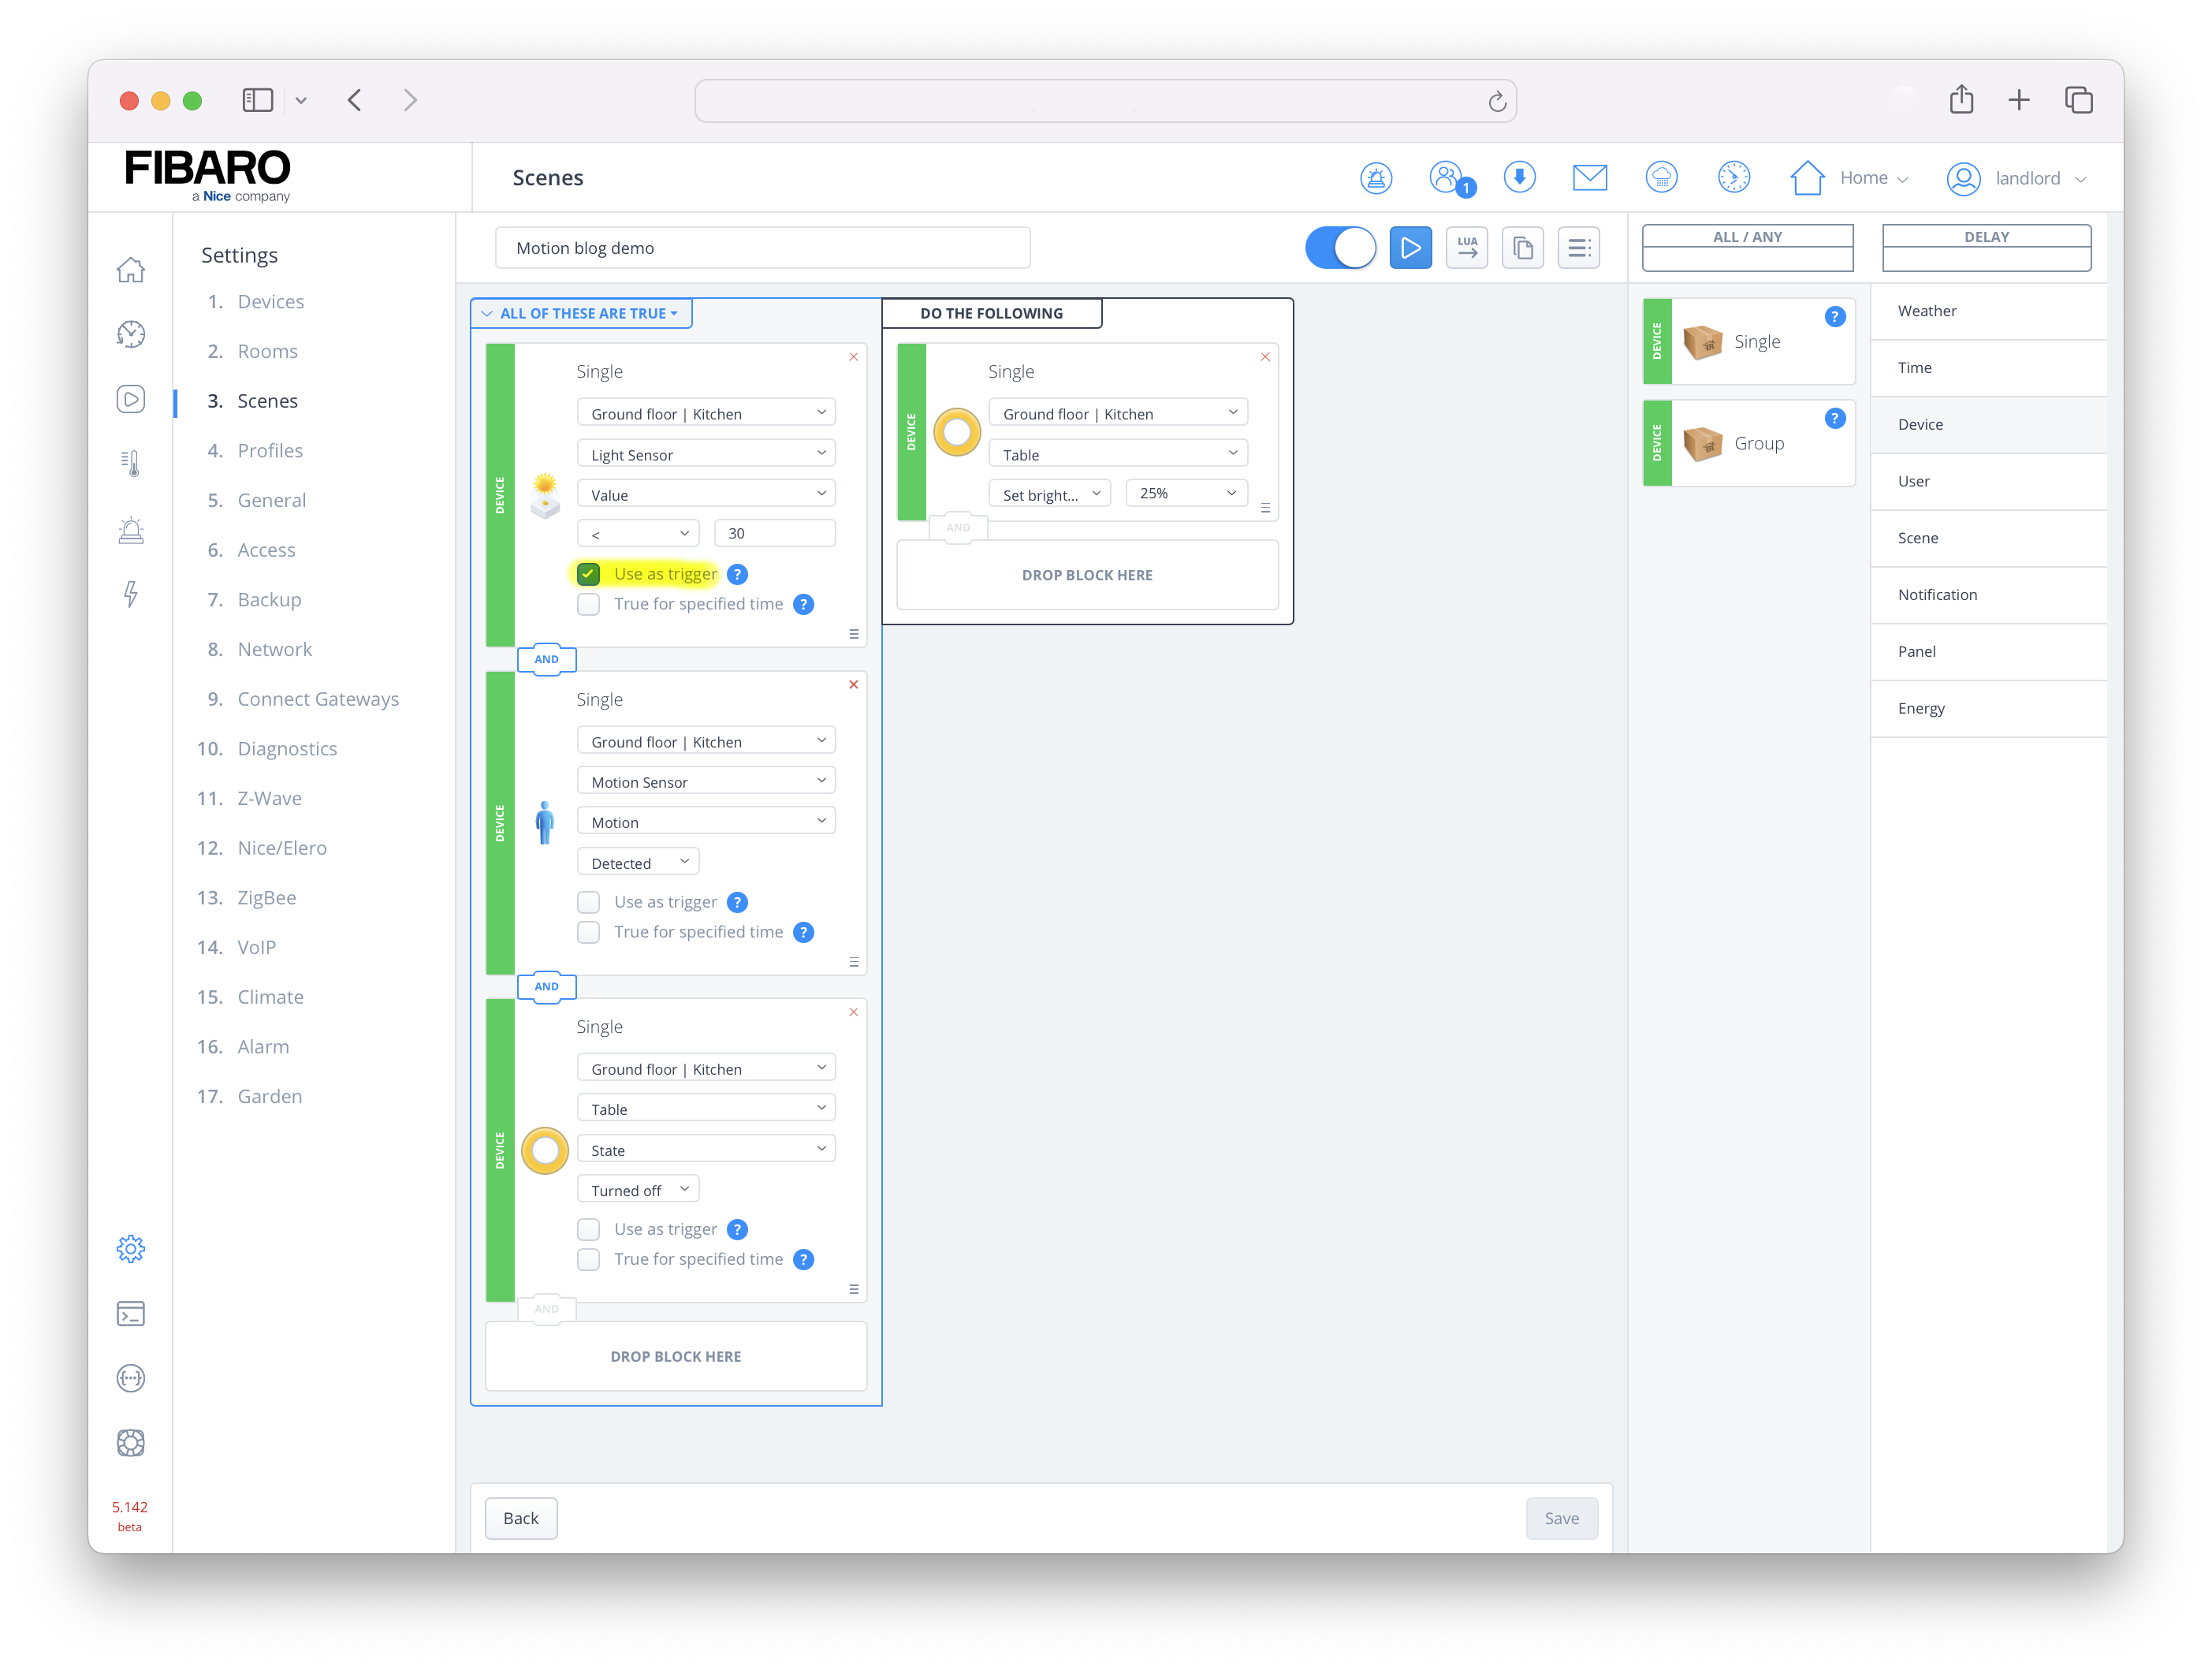 FIBARO
a Nice company
Scenes
1
Home
landlord
Settings
1. Devices
2. Rooms
3. Scenes
4. Profiles
5. General
6. Access
7. Backup
8. Network
9. Connect Gateways
10. Diagnostics
11. Z-Wave
12. Nice/Elero
13. ZigBee
14. VoIP
15. Climate
16. Alarm
17. Garden
5.142
beta
Motion blog demo
LUA
ALL OF THESE ARE TRUE
DEVICE
Single
Ground floor | Kitchen
Light Sensor
Value
< 30
Use as trigger ?
True for specified time ?
AND
DEVICE
Single
Ground floor | Kitchen
Motion Sensor
Motion
Detected
Use as trigger ?
True for specified time ?
AND
DEVICE
Single
Ground floor | Kitchen
Table
State
Turned off
Use as trigger ?
True for specified time ?
AND
DROP BLOCK HERE
DO THE FOLLOWING
DEVICE
Single
Ground floor | Kitchen
Table
Set bright... 25%
AND
DROP BLOCK HERE
Back
Save
ALL / ANY
DELAY
DEVICE
Single
?
DEVICE
Group
?
Weather
Time
Device
User
Scene
Notification
Panel
Energy